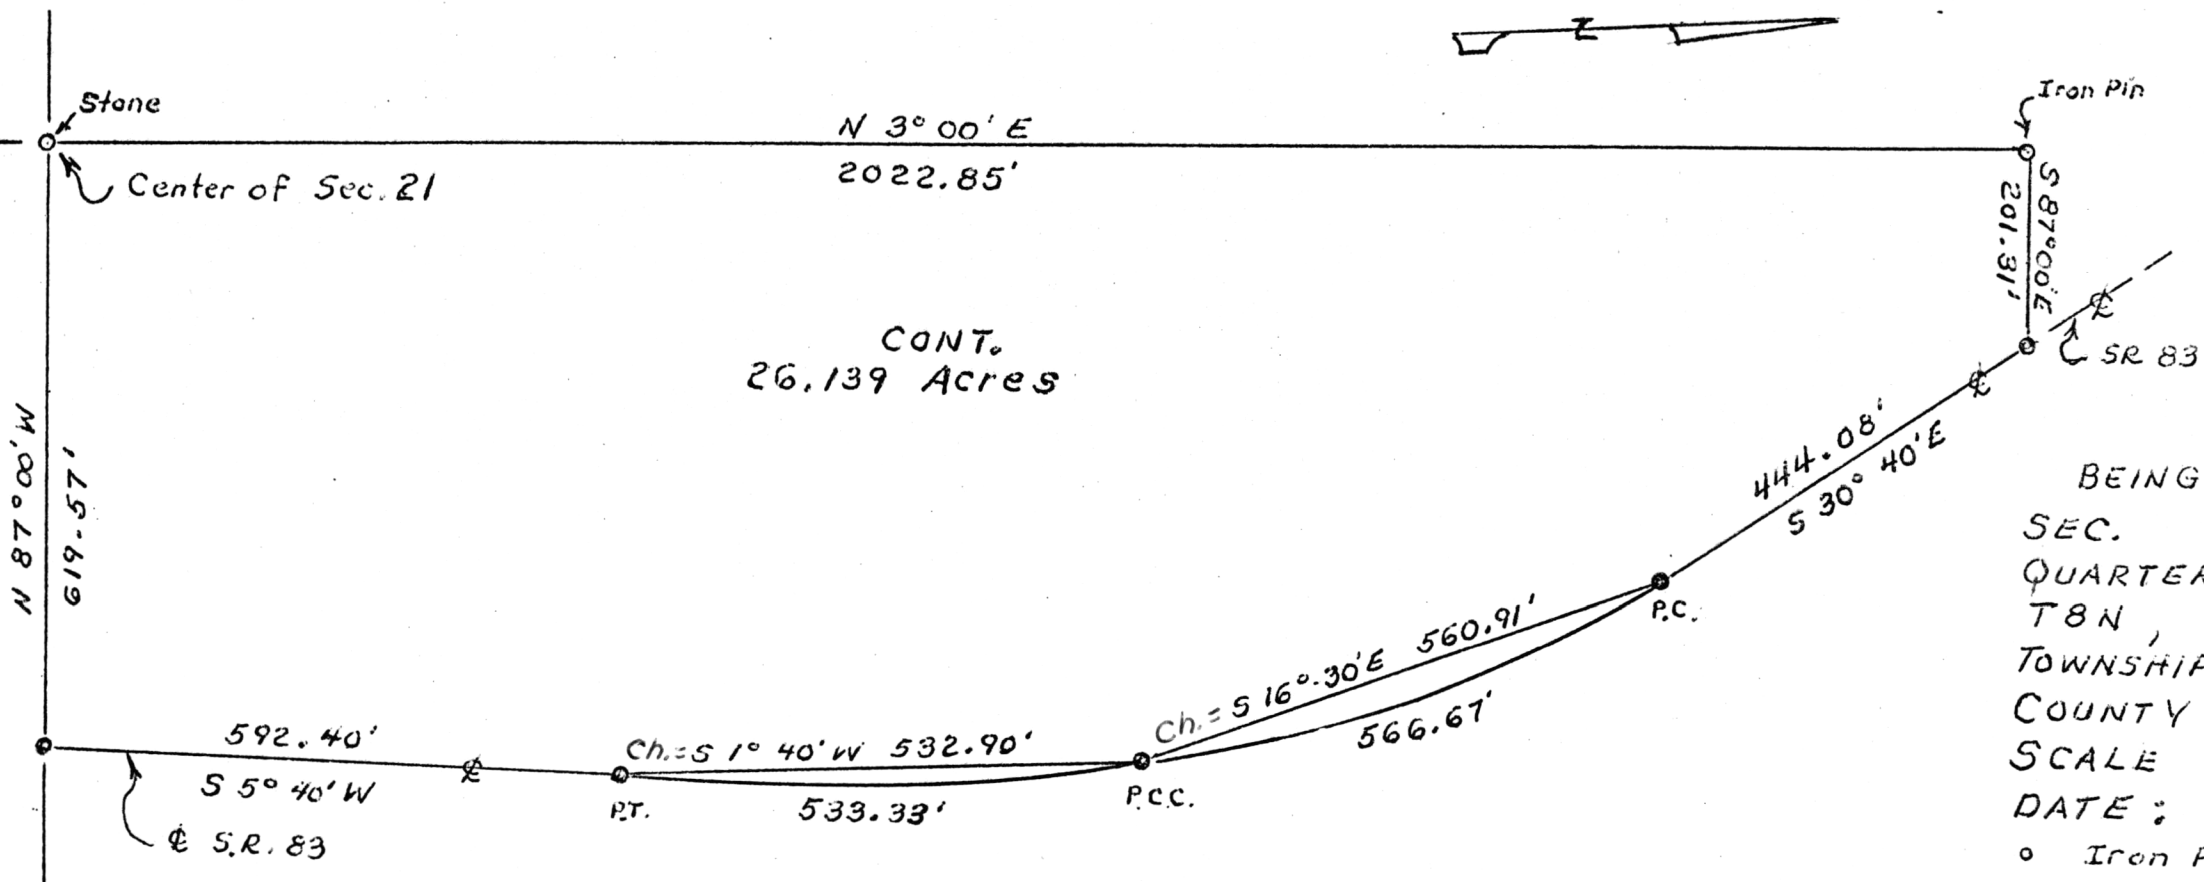 Z
Stone
Iron Pin
N 3° 00' E
2022.85'
Center of Sec. 21
S 87° 00' E
201.31'
℄
SR 83
CONT.
26.139 Acres
℄
N 87° 00' W
619.57'
444.08'
S 30° 40' E
BEING
SEC.
QUARTER
T8N,
TOWNSHIP
COUNTY
SCALE
DATE:
o Iron P
P.C.
Ch. = S 16° 30' E 560.91'
566.67'
592.40'
℄
S 5° 40' W
Ch. = S 1° 40' W 532.90'
P.T.
533.33'
P.C.C.
℄ S.R. 83